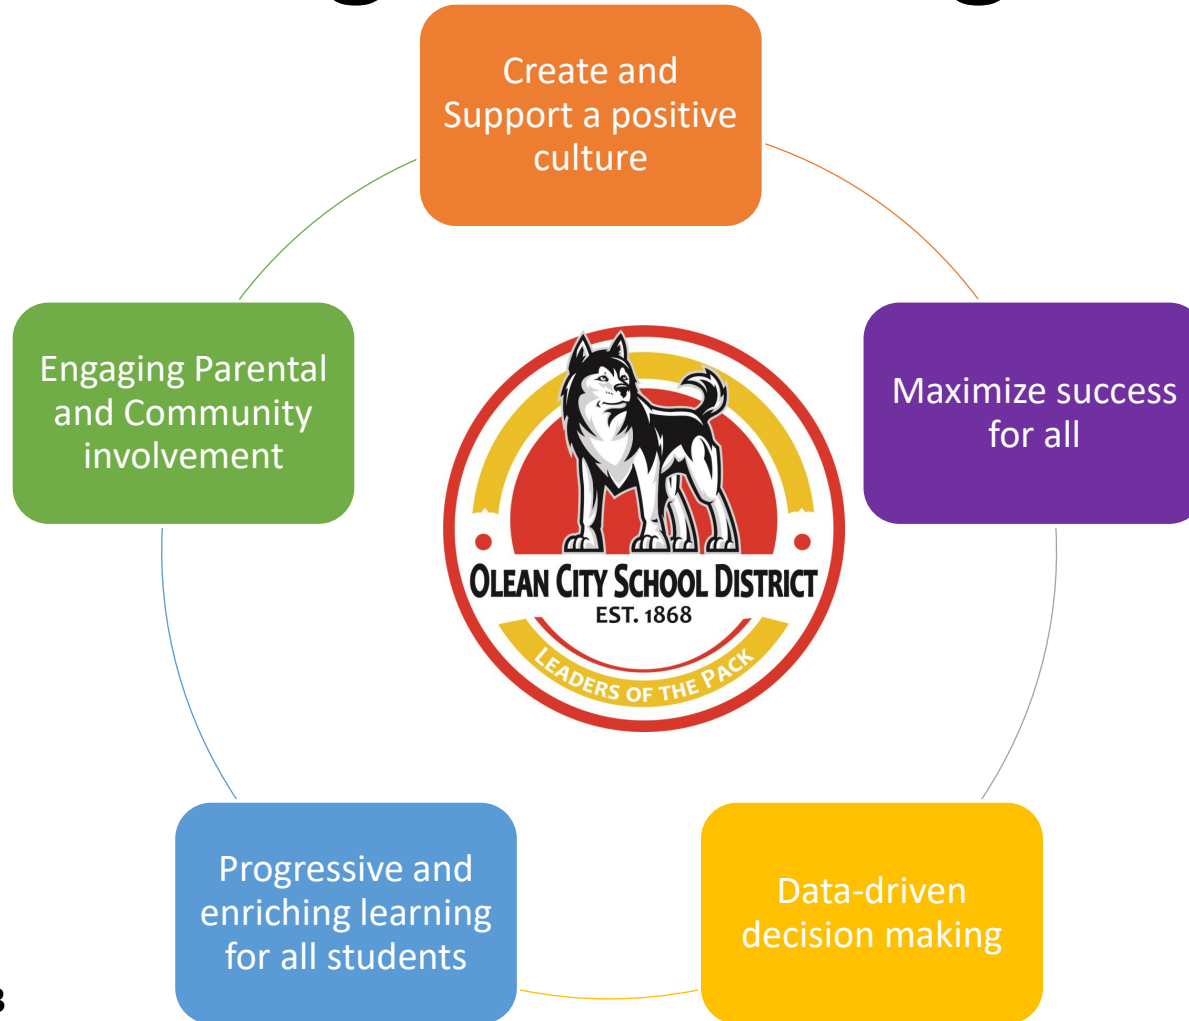 Create and
Support a positive
culture
Engaging Parental
and Community
involvement
Maximize success
for all
OLEAN CITY SCHOOL DISTRICT
EST. 1868
LEADERS OF THE PACK
Progressive and
enriching learning
for all students
Data-driven
decision making